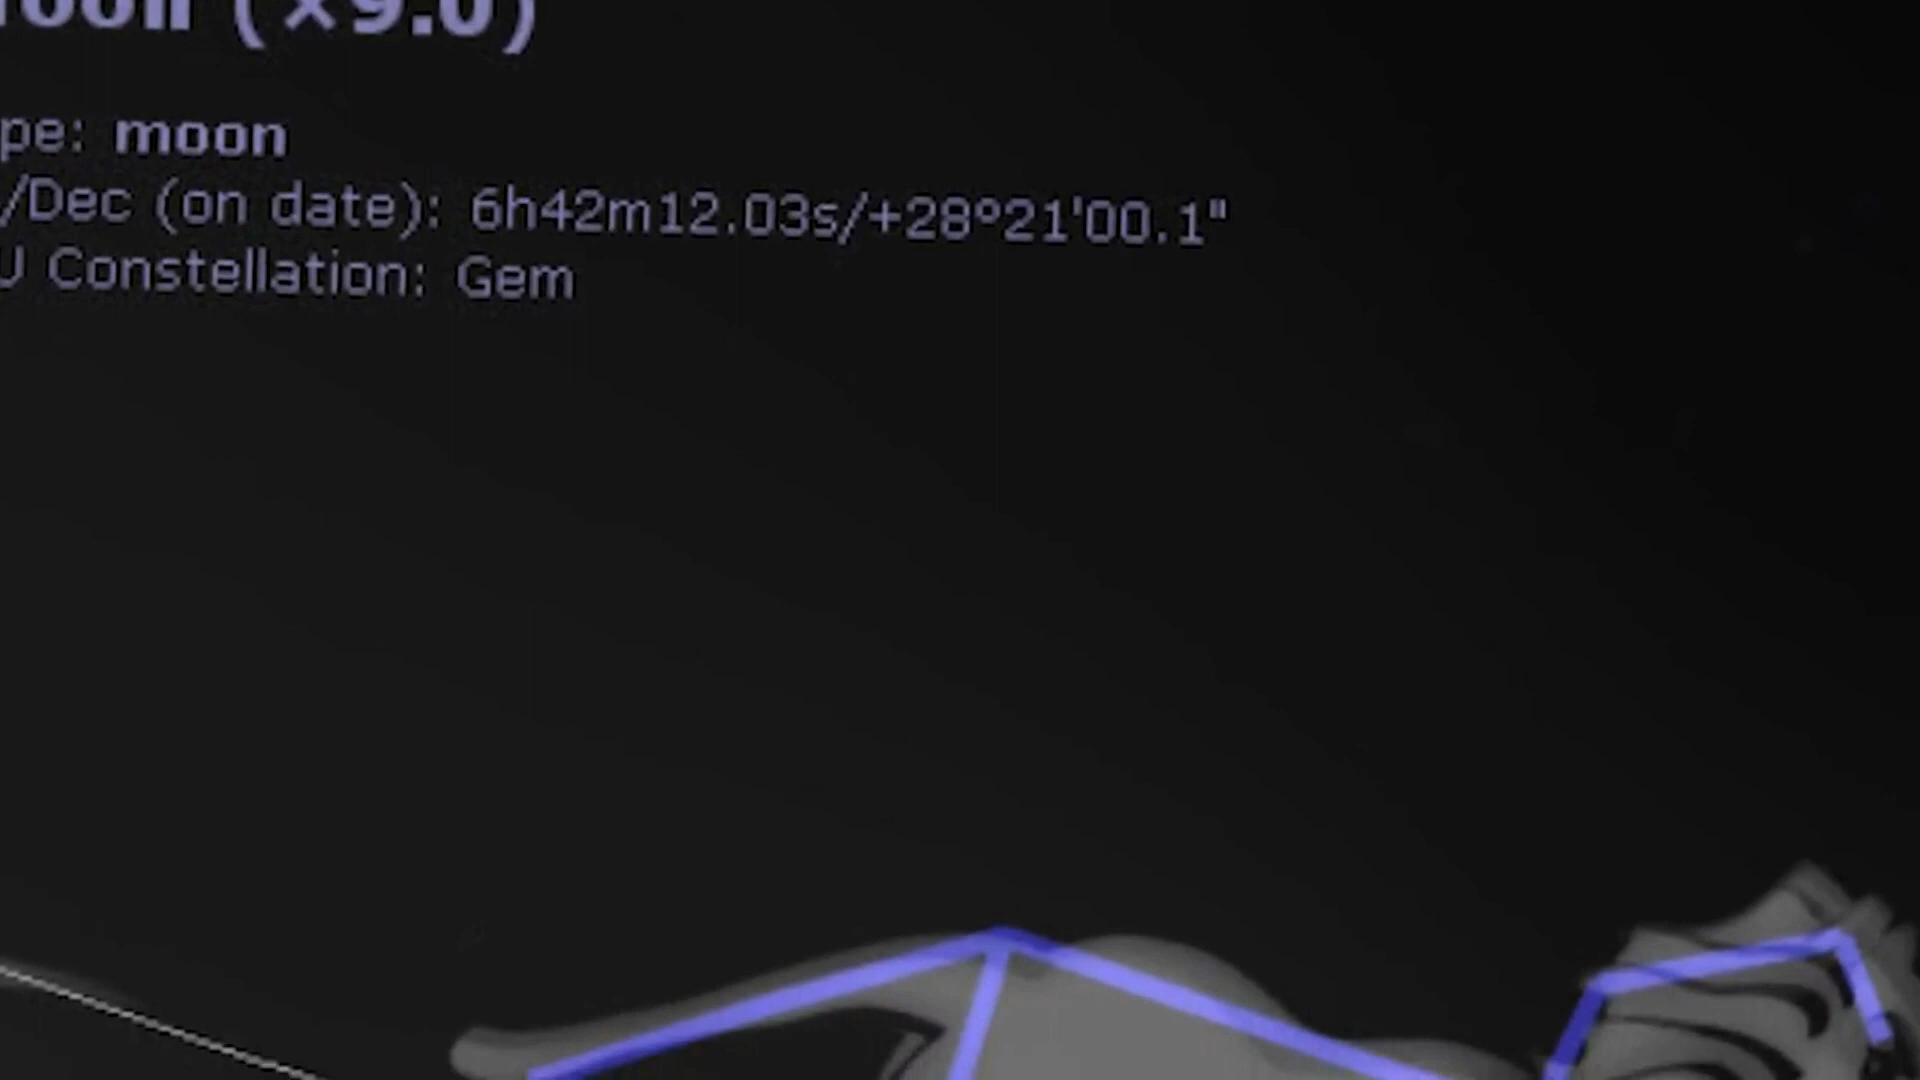 (×9.0)
pe: moon
/Dec (on date): 6h42m12.03s/+28°21'00.1"
U Constellation: Gem